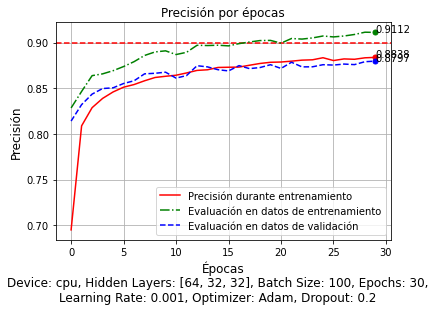 Precisión por épocas
Precisión
0.90
0.85
0.80
0.75
0.70
0.9112
0.8838
0.8797
Precisión durante entrenamiento
Evaluación en datos de entrenamiento
Evaluación en datos de validación
0 5 10 15 20 25 30
Épocas
Device: cpu, Hidden Layers: [64, 32, 32], Batch Size: 100, Epochs: 30,
Learning Rate: 0.001, Optimizer: Adam, Dropout: 0.2